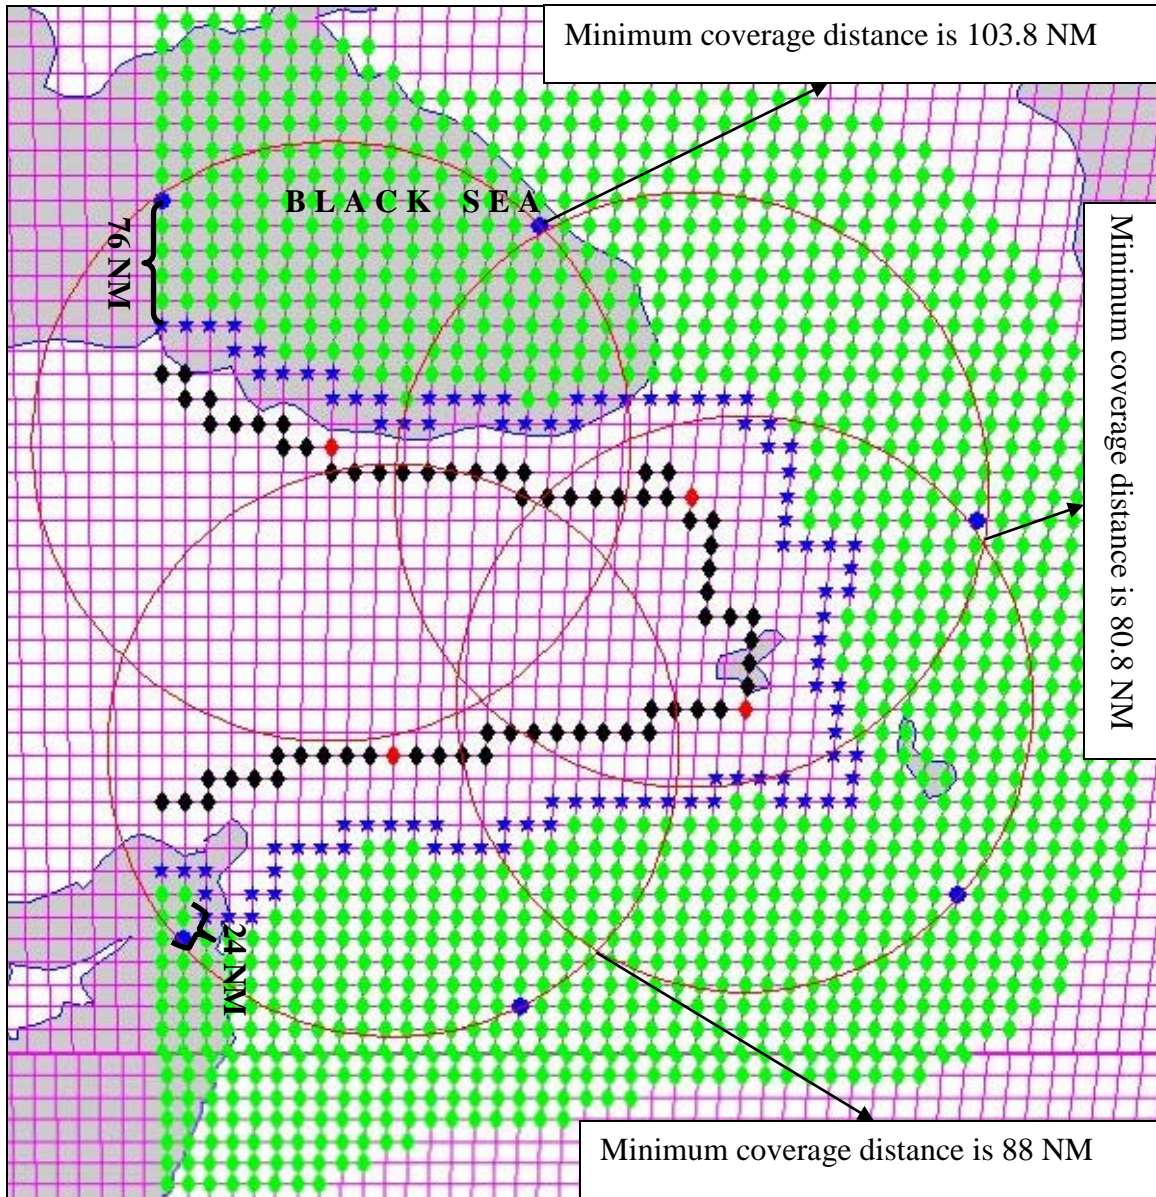 Minimum coverage distance is 103.8 NM
BLACK SEA
76 NM
Minimum coverage distance is 80.8 NM
24 NM
Minimum coverage distance is 88 NM